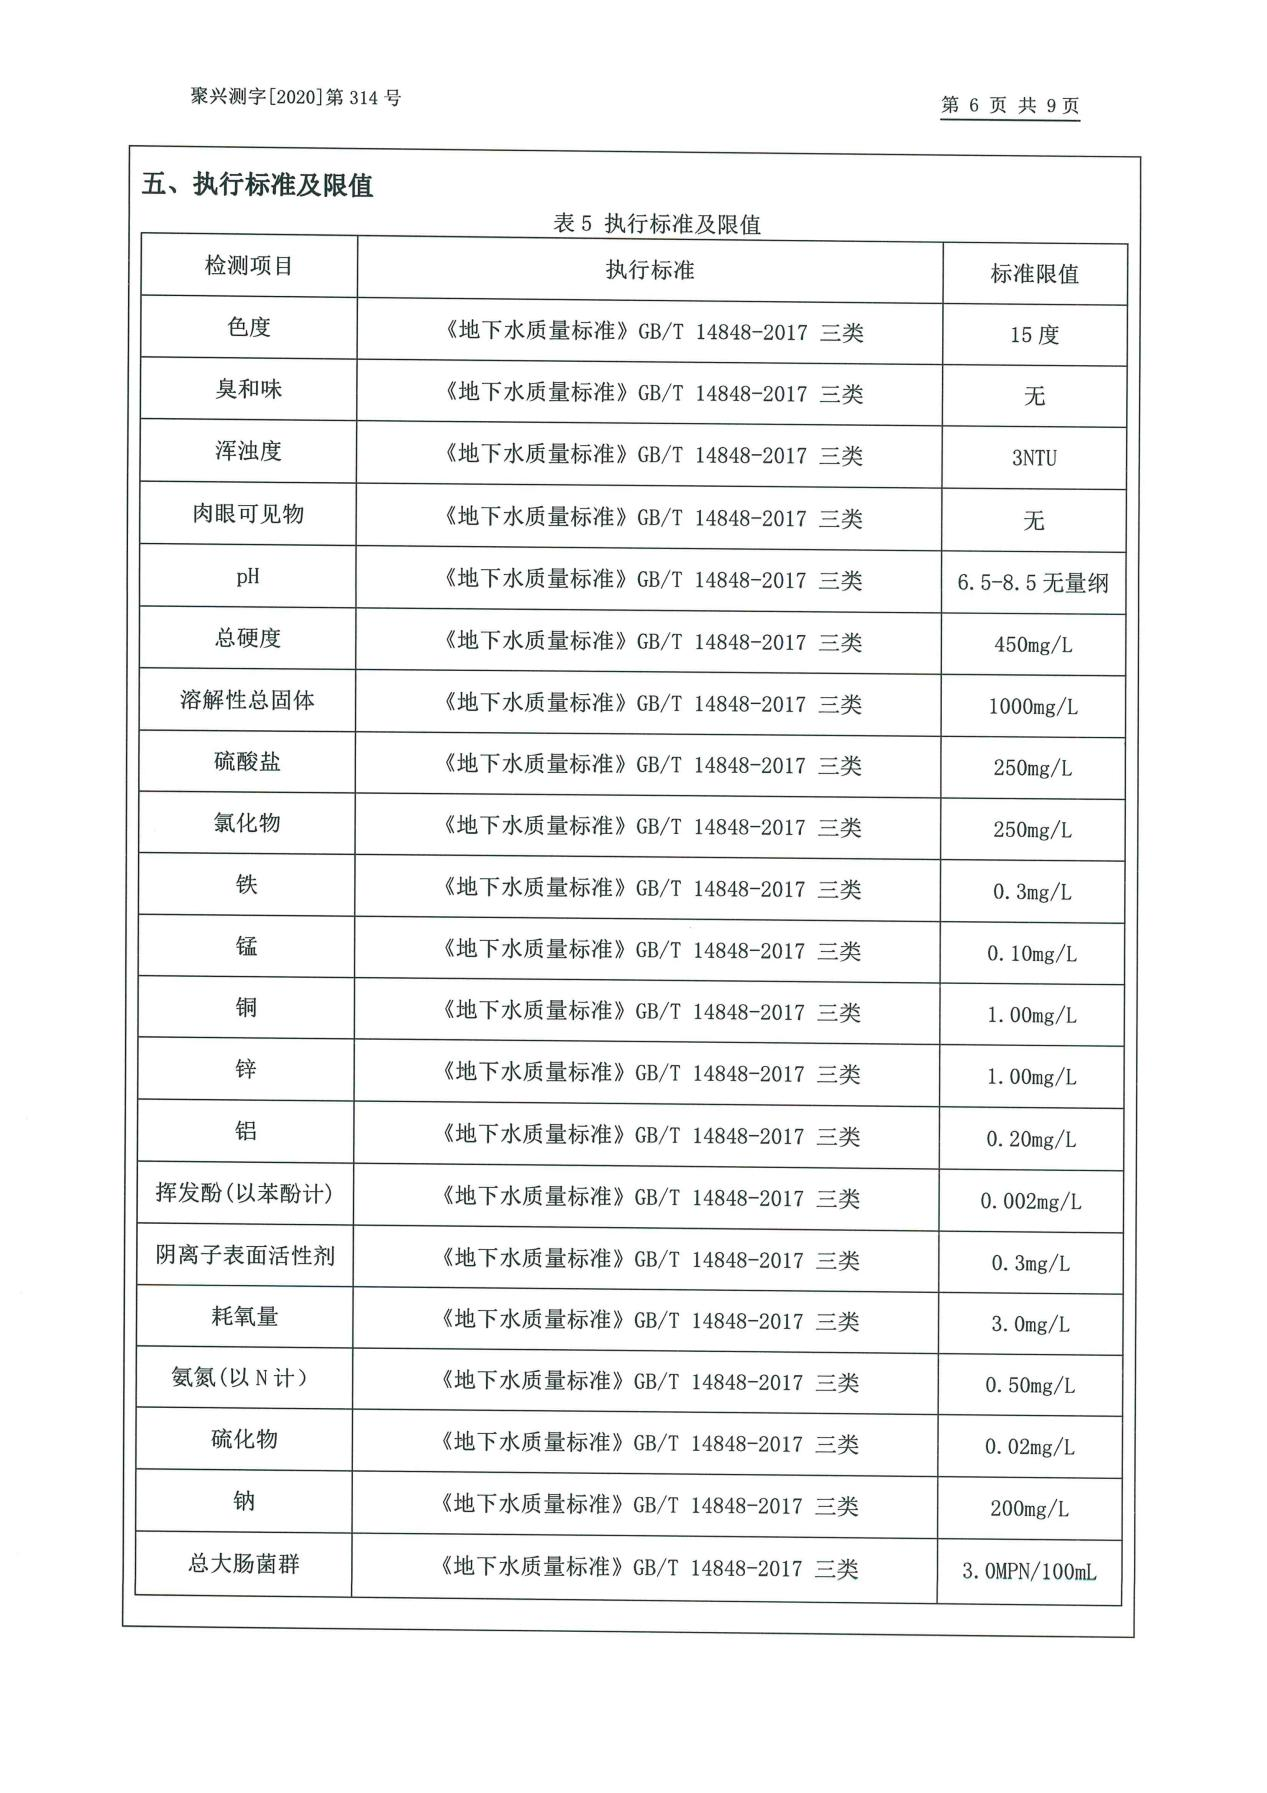 聚兴测字[2020]第 314 号
第 6 页 共 9 页
五、执行标准及限值
表 5 执行标准及限值
检测项目 执行标准 标准限值
色度 《地下水质量标准》GB/T 14848-2017 三类 15 度
臭和味 《地下水质量标准》GB/T 14848-2017 三类 无
浑浊度 《地下水质量标准》GB/T 14848-2017 三类 3NTU
肉眼可见物 《地下水质量标准》GB/T 14848-2017 三类 无
pH 《地下水质量标准》GB/T 14848-2017 三类 6.5-8.5 无量纲
总硬度 《地下水质量标准》GB/T 14848-2017 三类 450mg/L
溶解性总固体 《地下水质量标准》GB/T 14848-2017 三类 1000mg/L
硫酸盐 《地下水质量标准》GB/T 14848-2017 三类 250mg/L
氯化物 《地下水质量标准》GB/T 14848-2017 三类 250mg/L
铁 《地下水质量标准》GB/T 14848-2017 三类 0.3mg/L
锰 《地下水质量标准》GB/T 14848-2017 三类 0.10mg/L
铜 《地下水质量标准》GB/T 14848-2017 三类 1.00mg/L
锌 《地下水质量标准》GB/T 14848-2017 三类 1.00mg/L
铝 《地下水质量标准》GB/T 14848-2017 三类 0.20mg/L
挥发酚(以苯酚计) 《地下水质量标准》GB/T 14848-2017 三类 0.002mg/L
阴离子表面活性剂 《地下水质量标准》GB/T 14848-2017 三类 0.3mg/L
耗氧量 《地下水质量标准》GB/T 14848-2017 三类 3.0mg/L
氨氮(以 N 计) 《地下水质量标准》GB/T 14848-2017 三类 0.50mg/L
硫化物 《地下水质量标准》GB/T 14848-2017 三类 0.02mg/L
钠 《地下水质量标准》GB/T 14848-2017 三类 200mg/L
总大肠菌群 《地下水质量标准》GB/T 14848-2017 三类 3.0MPN/100mL